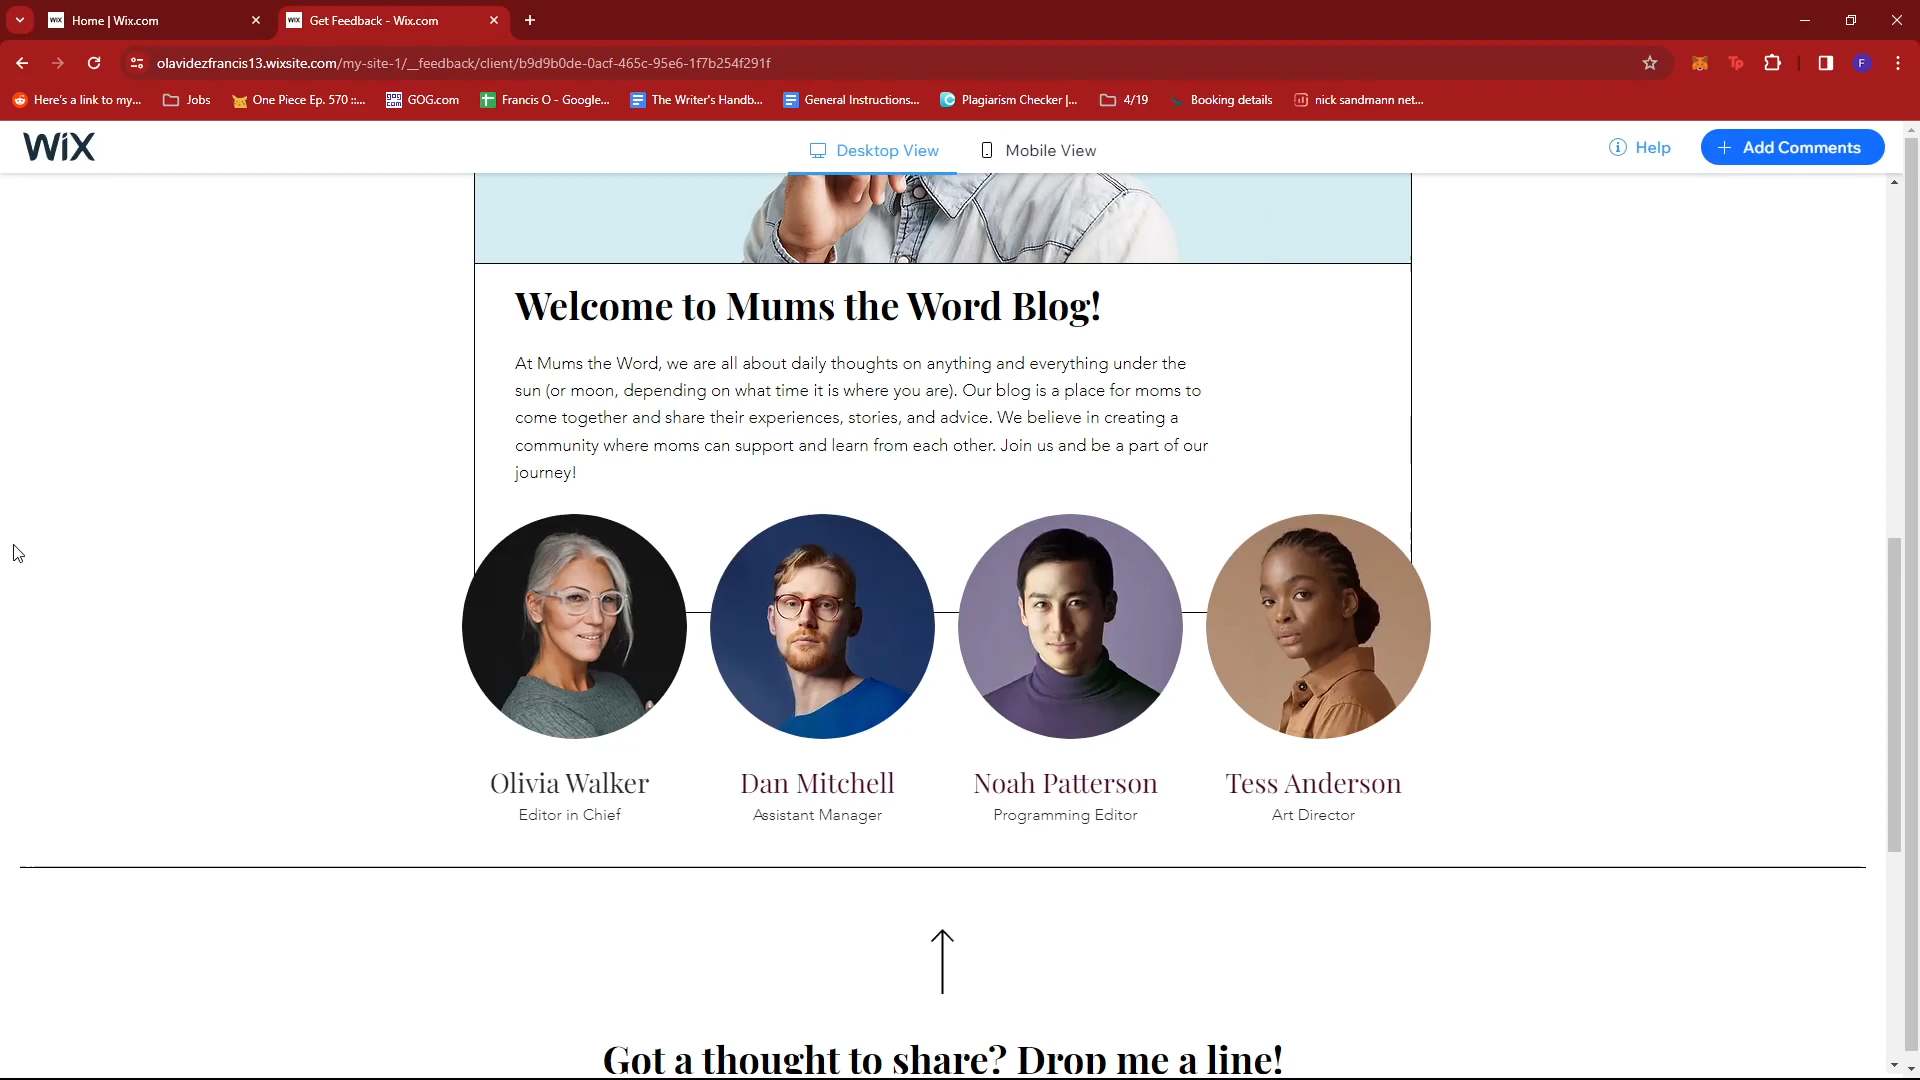 WiX Home | Wix.com
WiX Get Feedback - Wix.com
olavidezfrancis13.wixsite.com/my-site-1/__feedback/client/b9d9b0de-0acf-465c-95e6-1f7b254f291f
Tp
F
Here's a link to my...
Jobs
One Piece Ep. 570 ::...
GOG.com
Francis O - Google...
The Writer's Handb...
General Instructions...
Plagiarism Checker |...
4/19
Booking details
nick sandmann net...
WiX
Desktop View
Mobile View
Help
+ Add Comments
Welcome to Mums the Word Blog!
At Mums the Word, we are all about daily thoughts on anything and everything under the
sun (or moon, depending on what time it is where you are). Our blog is a place for moms to
come together and share their experiences, stories, and advice. We believe in creating a
community where moms can support and learn from each other. Join us and be a part of our
journey!
Olivia Walker
Editor in Chief
Dan Mitchell
Assistant Manager
Noah Patterson
Programming Editor
Tess Anderson
Art Director
Got a thought to share? Drop me a line!